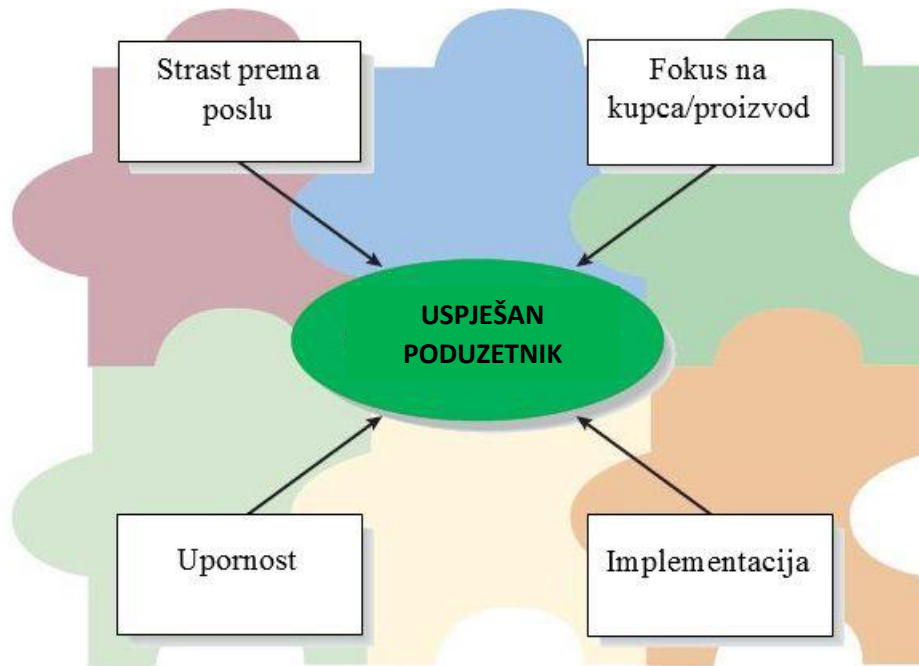 Strast prema
poslu
Fokus na
kupca/proizvod
USPJEŠAN
PODUZETNIK
Upornost
Implementacija